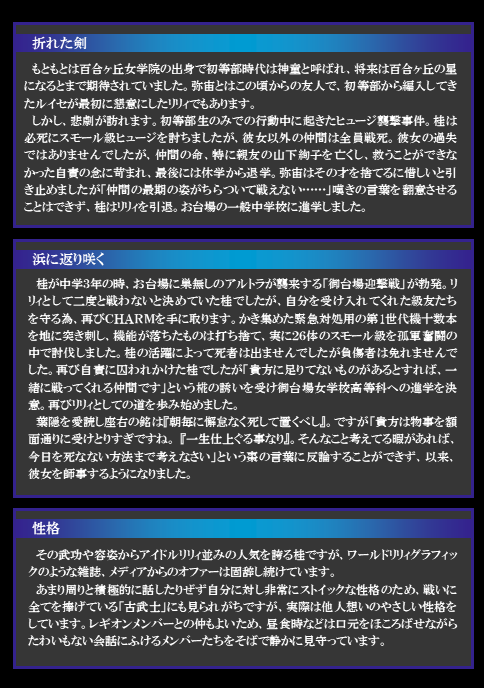 折れた剣
もともとは百合ヶ丘女学院の出身で初等部時代は神童と呼ばれ、将来は百合ヶ丘の星
になるとまで期待されていました。弥宙とはこの頃からの友人で、初等部から編入してき
たルイセが最初に懇意にしたリリィでもあります。
しかし、悲劇が訪れます。初等部生のみでの行動中に起きたヒュージ襲撃事件。桂は
必死にスモール級ヒュージを討ちましたが、彼女以外の仲間は全員戦死。彼女の過失
ではありませんでしたが、仲間の命、特に親友の山下絢子を亡くし、救うことができな
かった自責の念に苛まれ、最後には休学から退学。弥宙はその才を捨てるに惜しいと引
き止めましたが「仲間の最期の姿がちらついて戦えない……」嘆きの言葉を翻意させる
ことはできず、桂はリリィを引退。お台場の一般中学校に進学しました。
浜に返り咲く
桂が中学3年の時、お台場に巣無しのアルトラが襲来する「御台場迎撃戦」が勃発。リ
リィとして二度と戦わないと決めていた桂でしたが、自分を受け入れてくれた級友たち
を守る為、再びCHARMを手に取ります。かき集めた緊急対処用の第1世代機十数本
を地に突き刺し、機能が落ちたものは打ち捨て、実に26体のスモール級を孤軍奮闘の
中で討伐しました。桂の活躍によって死者は出ませんでしたが負傷者は免れませんで
した。再び自責に囚われかけた桂でしたが「貴方に足りてないものがあるとすれば、一
緒に戦ってくれる仲間です」という椛の誘いを受け御台場女学校高等科への進学を決
意。再びリリィとしての道を歩み始めました。
葉隠を愛読し座右の銘は『朝毎に懈怠なく死して置くべし』。ですが「貴方は物事を額
面通りに受けとりすぎですね。『一生仕上ぐる事なり』。そんなこと考えてる暇があれば、
今日を死なない方法まで考えなさい」という棗の言葉に反論することができず、以来、
彼女を師事するようになりました。
性格
その武功や容姿からアイドルリリィ並みの人気を誇る桂ですが、ワールドリリィグラフィッ
クのような雑誌、メディアからのオファーは固辞し続けています。
あまり周りと積極的に話したりせず自分に対し非常にストイックな性格のため、戦いに
全てを捧げている「古武士」にも見られがちですが、実際は他人想いのやさしい性格を
しています。レギオンメンバーとの仲もよいため、昼食時などは口元をほころばせながら
たわいもない会話にふけるメンバーたちをそばで静かに見守っています。